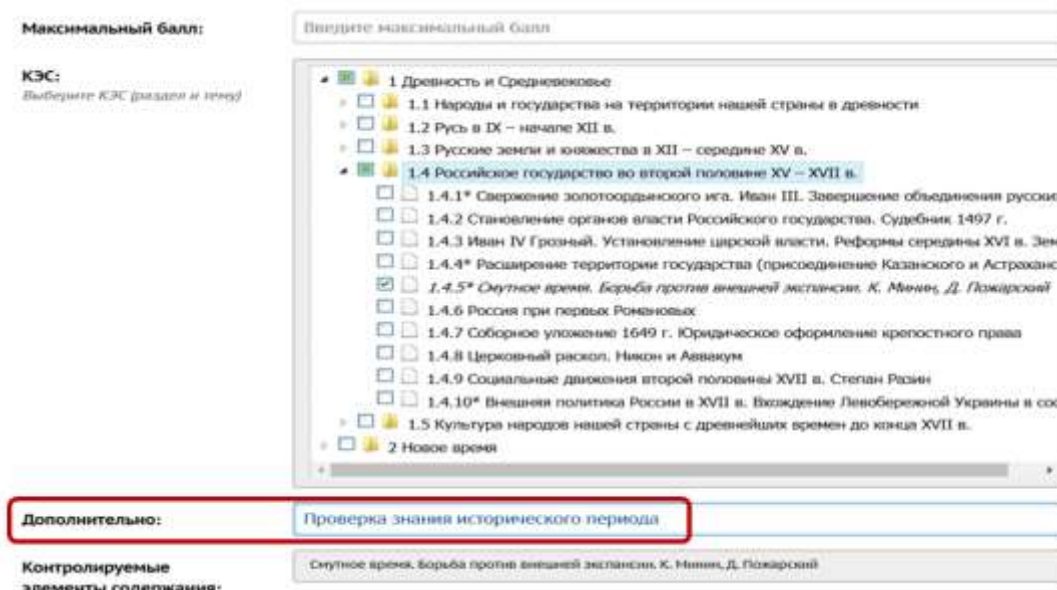 Максимальный балл:
Введите максимальный балл
КЭС:
Выберите КЭС (раздел и тему)
1 Древность и Средневековье
1.1 Народы и государства на территории нашей страны в древности
1.2 Русь в IX – начале XII в.
1.3 Русские земли и княжества в XII – середине XV в.
1.4 Российское государство во второй половине XV – XVII в.
1.4.1* Свержение золотоордынского ига. Иван III. Завершение объединения русских
1.4.2 Становление органов власти Российского государства. Судебник 1497 г.
1.4.3 Иван IV Грозный. Установление царской власти. Реформы середины XVI в. Зем
1.4.4* Расширение территории государства (присоединение Казанского и Астраханс
1.4.5* Смутное время. Борьба против внешней экспансии. К. Минин, Д. Пожарский
1.4.6 Россия при первых Романовых
1.4.7 Соборное уложение 1649 г. Юридическое оформление крепостного права
1.4.8 Церковный раскол. Никон и Аввакум
1.4.9 Социальные движения второй половины XVII в. Степан Разин
1.4.10* Внешняя политика России в XVII в. Вхождение Левобережной Украины в сос
1.5 Культура народов нашей страны с древнейших времен до конца XVII в.
2 Новое время
Дополнительно:
Проверка знания исторического периода
Контролируемые
элементы содержания:
Смутное время. Борьба против внешней экспансии. К. Минин, Д. Пожарский